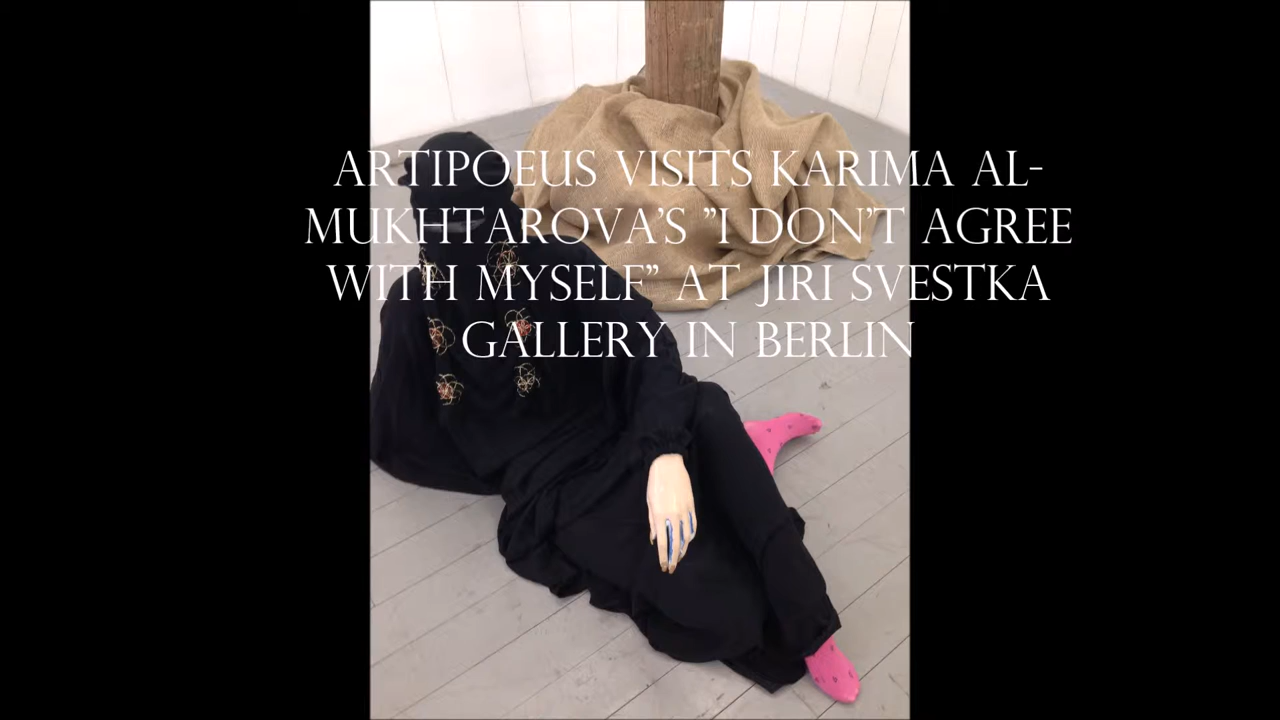 ARTIPOEUS VISITS KARIMA AL-
MUKHTAROVA'S "I DON'T AGREE
WITH MYSELF" AT JIRI SVESTKA
GALLERY IN BERLIN